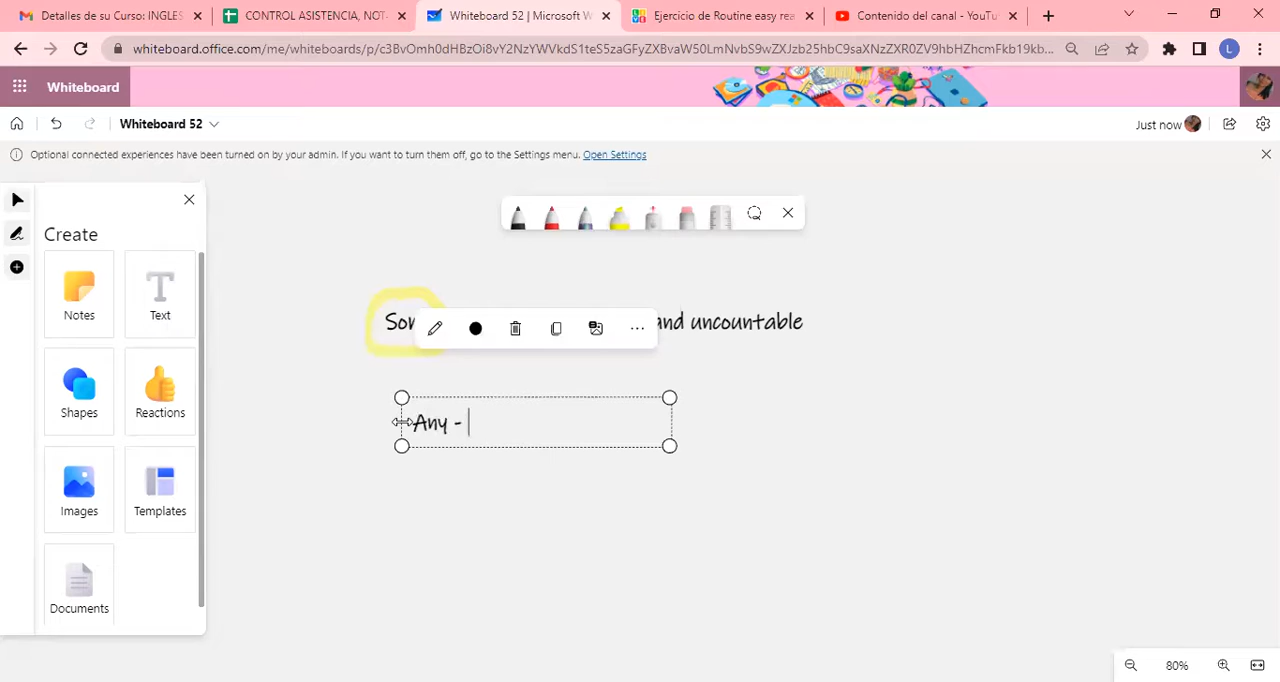 Detalles de su Curso: INGLES
CONTROL ASISTENCIA, NOT-
Whiteboard 52 | Microsoft W
Ejercicio de Routine easy rea
Contenido del canal - YouTu
whiteboard.office.com/me/whiteboards/p/
L
Whiteboard
Whiteboard 52
Just now
Optional connected experiences have been turned on by your admin. If you want to turn them off, go to the Settings menu. Open Settings
Create
Notes
Text
Shapes
Reactions
Images
Templates
Documents
and uncountable
Any -
80%